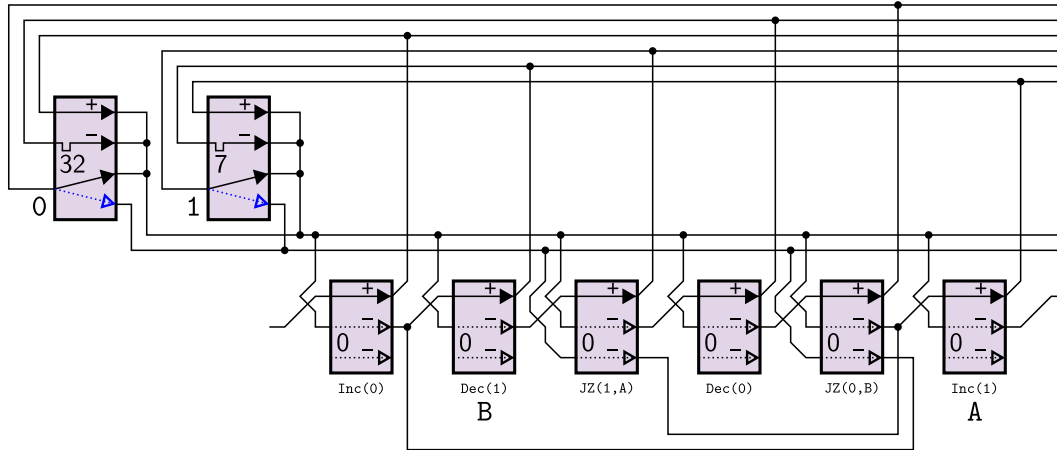 + +
− −
32 7
0 1
+ + + + + +
− − − − − −
0 0 0 0 0 0
− − − − − −
Inc(0) Dec(1) JZ(1,A) Dec(0) JZ(0,B) Inc(1)
B A